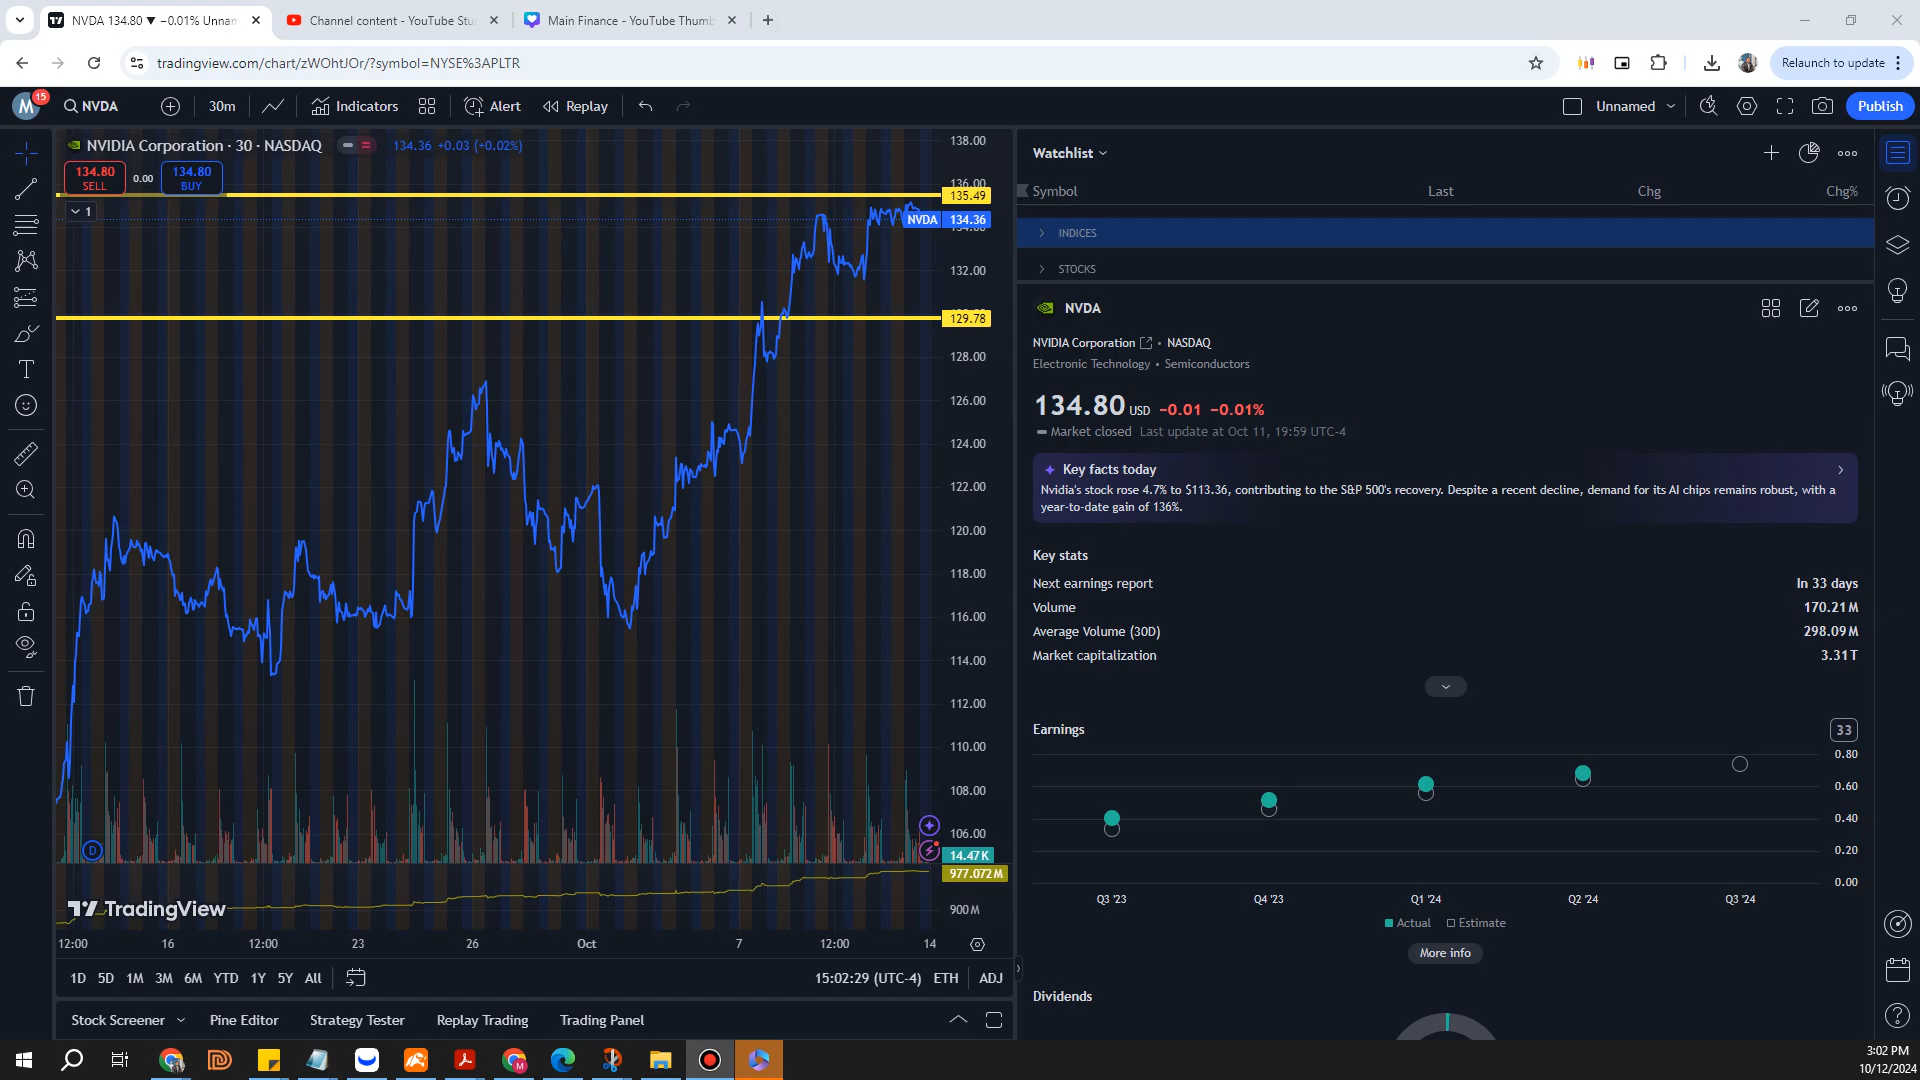 NVDA 134.80 ▼ −0.01% Unnam
Channel content - YouTube Stu
Main Finance - YouTube Thumb
tradingview.com/chart/zWOhtJOr/?symbol=NYSE%3APLTR
Relaunch to update
M
15
NVDA
30m
Indicators
Alert
Replay
Unnamed
Publish
NVIDIA Corporation · 30 · NASDAQ
134.36 +0.03 (+0.02%)
134.80
SELL
0.00
134.80
BUY
1
138.00
136.00
135.49
NVDA 134.36
134.00
132.00
129.78
128.00
126.00
124.00
122.00
120.00
118.00
116.00
114.00
112.00
110.00
108.00
106.00
14.47K
977.072M
900M
D
TradingView
12:00
16
12:00
23
26
Oct
7
12:00
14
1D
5D
1M
3M
6M
YTD
1Y
5Y
All
15:02:29 (UTC-4)
ETH
ADJ
Stock Screener
Pine Editor
Strategy Tester
Replay Trading
Trading Panel
Watchlist
Symbol
Last
Chg
Chg%
INDICES
STOCKS
NVDA
NVIDIA Corporation • NASDAQ
Electronic Technology • Semiconductors
134.80 USD −0.01 −0.01%
Market closed Last update at Oct 11, 19:59 UTC-4
Key facts today
Nvidia's stock rose 4.7% to $113.36, contributing to the S&P 500's recovery. Despite a recent decline, demand for its AI chips remains robust, with a
year-to-date gain of 136%.
Key stats
Next earnings report
In 33 days
Volume
170.21M
Average Volume (30D)
298.09M
Market capitalization
3.31T
Earnings
33
0.80
0.60
0.40
0.20
0.00
Q3 '23
Q4 '23
Q1 '24
Q2 '24
Q3 '24
Actual
Estimate
More info
Dividends
3:02 PM
10/12/2024